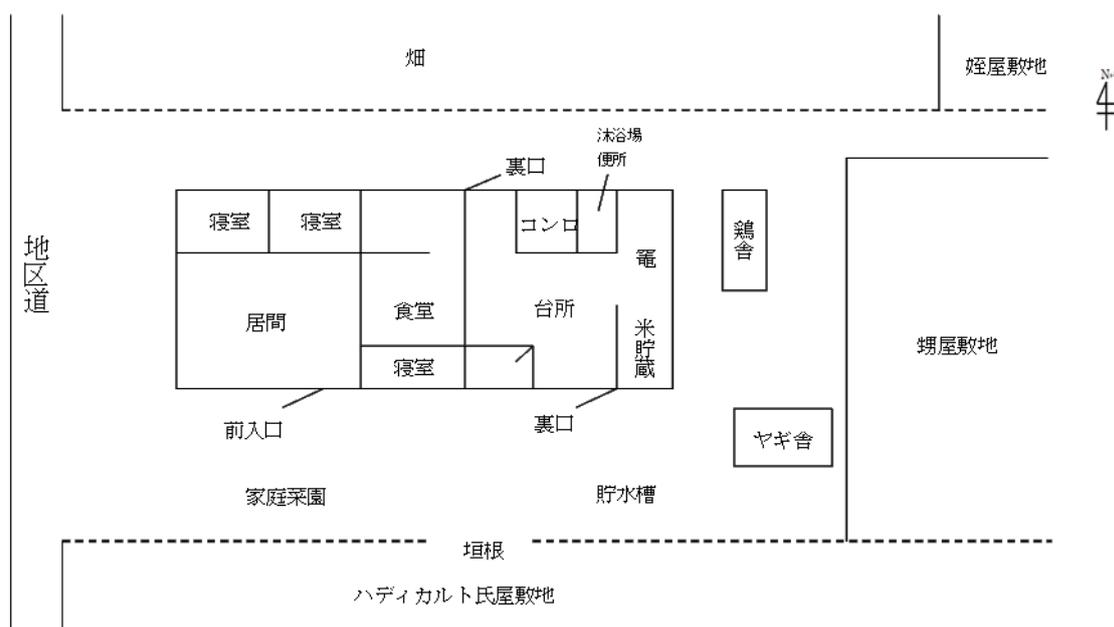 畑
姪屋敷地
N
沐浴場
便所
裏口
寝室
寝室
コンロ
鶏舎
竈
地区道
居間
食堂
台所
米貯蔵
甥屋敷地
寝室
前入口
裏口
ヤギ舎
家庭菜園
貯水槽
垣根
ハディカルト氏屋敷地